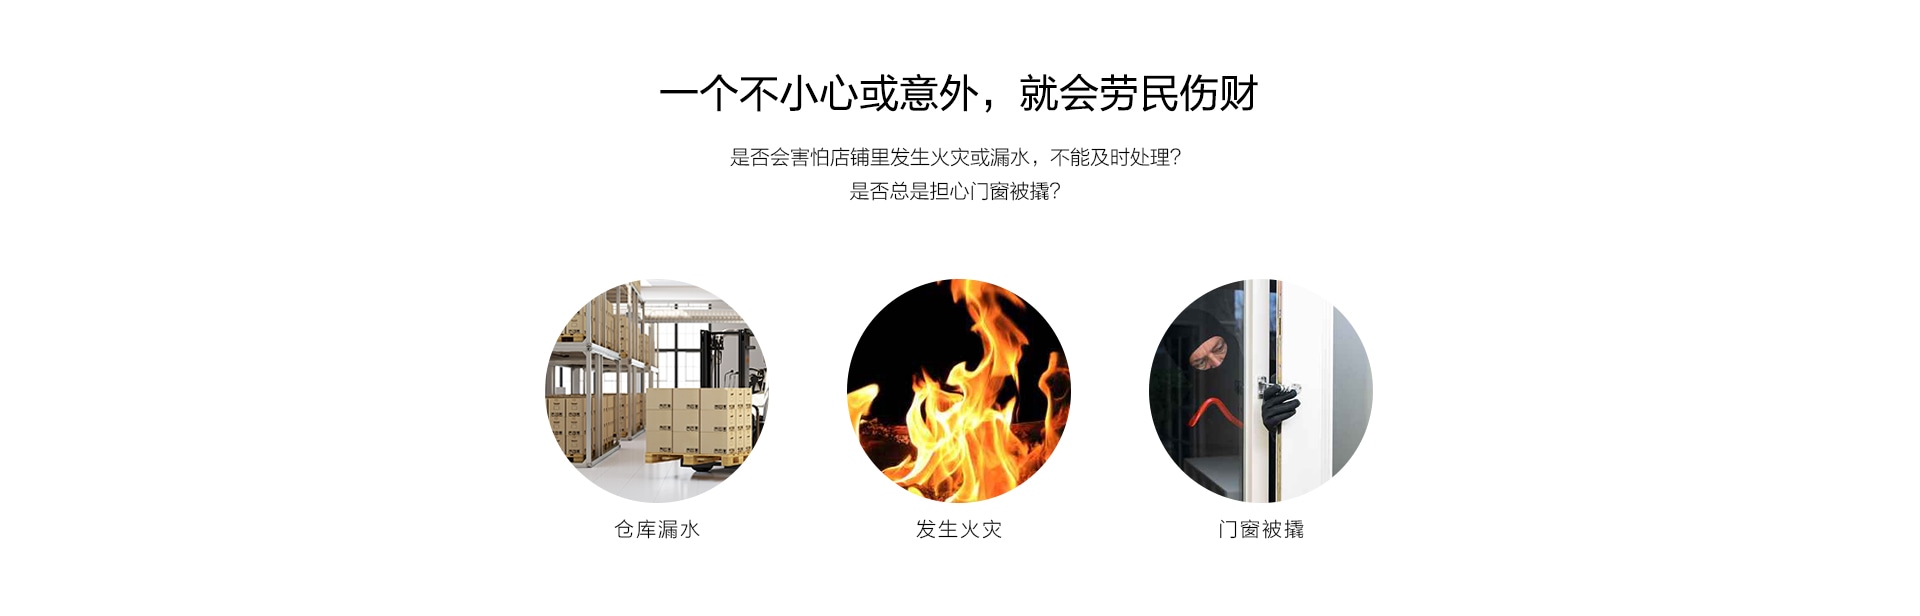 一个不小心或意外，就会劳民伤财
是否会害怕店铺里发生火灾或漏水，不能及时处理？
是否总是担心门窗被撬？
仓库漏水
发生火灾
门窗被撬